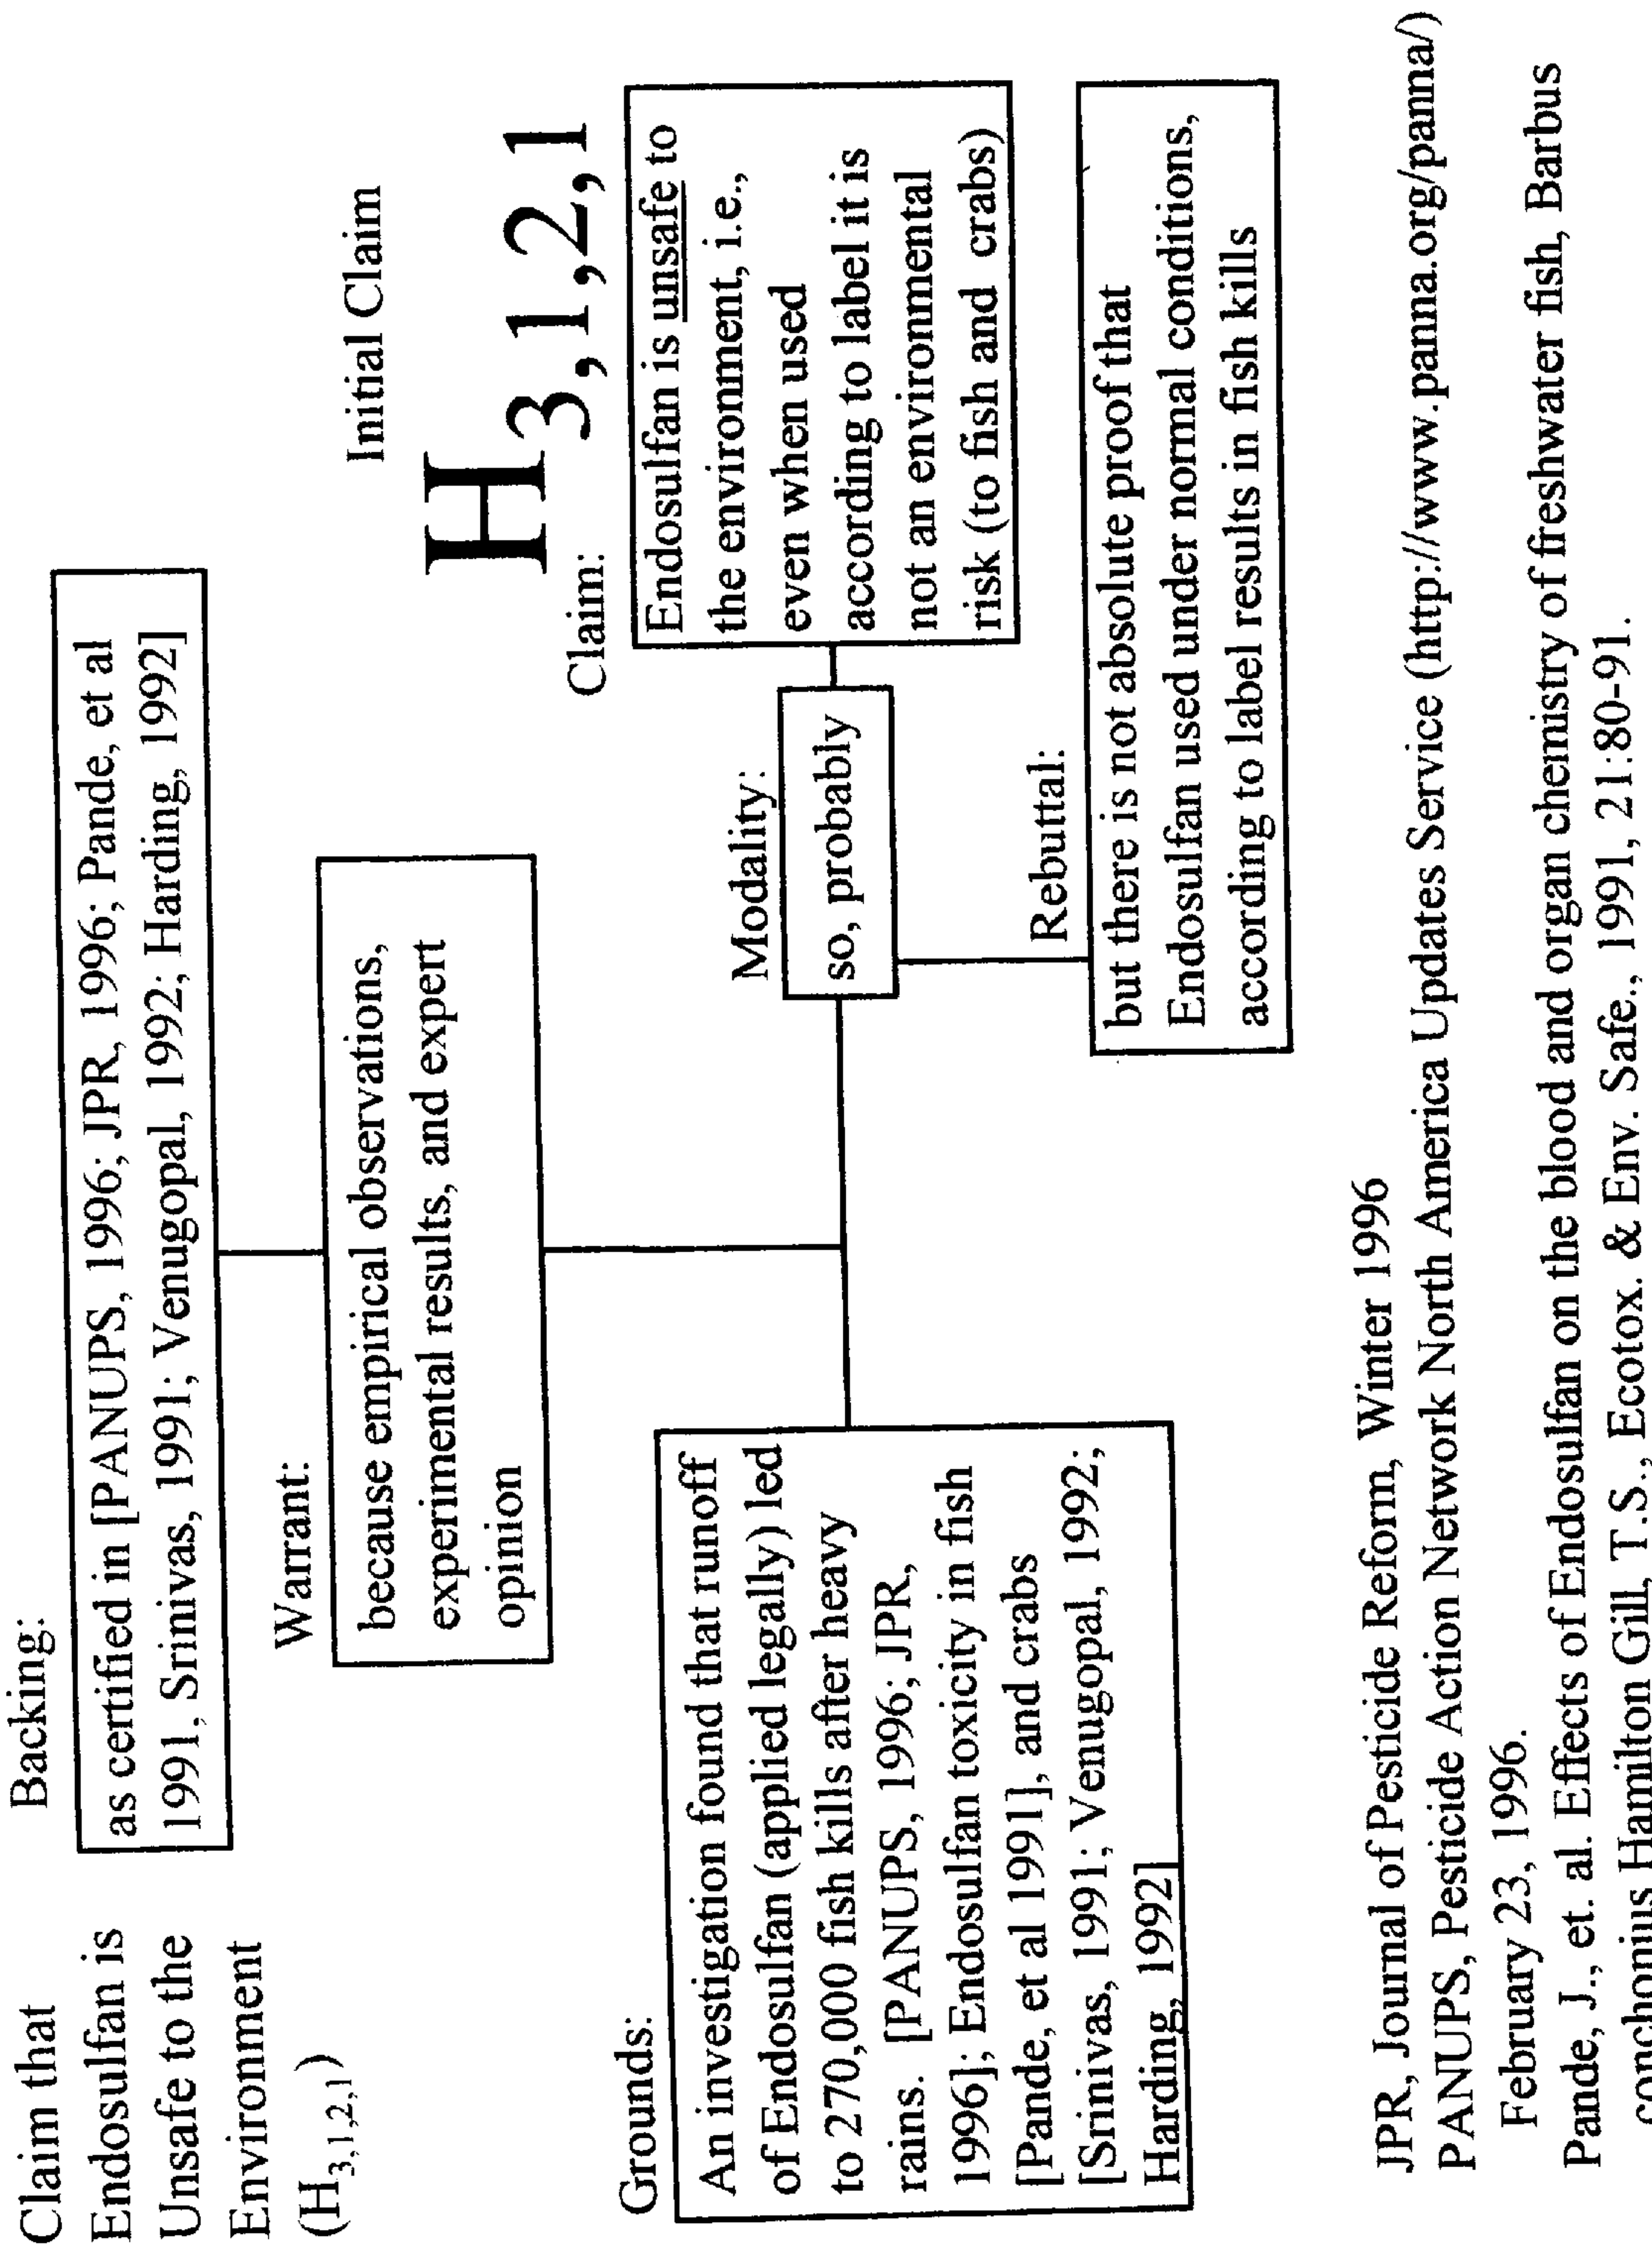 Claim that
Endosulfan is
Unsafe to the
Environment
(H3,1,2,1)
Backing:
as certified in [PANUPS, 1996; JPR, 1996; Pande, et al
1991, Srinivas, 1991; Venugopal, 1992; Harding, 1992]
Warrant:
because empirical observations,
experimental results, and expert
opinion
Initial Claim
H3,1,2,1
Claim:
Endosulfan is unsafe to
the environment, i.e.,
even when used
according to label it is
not an environmental
risk (to fish and crabs)
Grounds:
An investigation found that runoff
of Endosulfan (applied legally) led
to 270,000 fish kills after heavy
rains. [PANUPS, 1996; JPR,
1996]; Endosulfan toxicity in fish
[Pande, et al 1991], and crabs
[Srinivas, 1991; Venugopal, 1992;
Harding, 1992]
Modality:
so, probably
Rebuttal:
but there is not absolute proof that
Endosulfan used under normal conditions,
according to label results in fish kills
JPR, Journal of Pesticide Reform, Winter 1996
PANUPS, Pesticide Action Network North America Updates Service (http://www.panna.org/panna/)
February 23, 1996.
Pande, J., et. al. Effects of Endosulfan on the blood and organ chemistry of freshwater fish, Barbus
conchonius Hamilton Gill, T.S., Ecotox. & Env. Safe., 1991, 21:80-91.